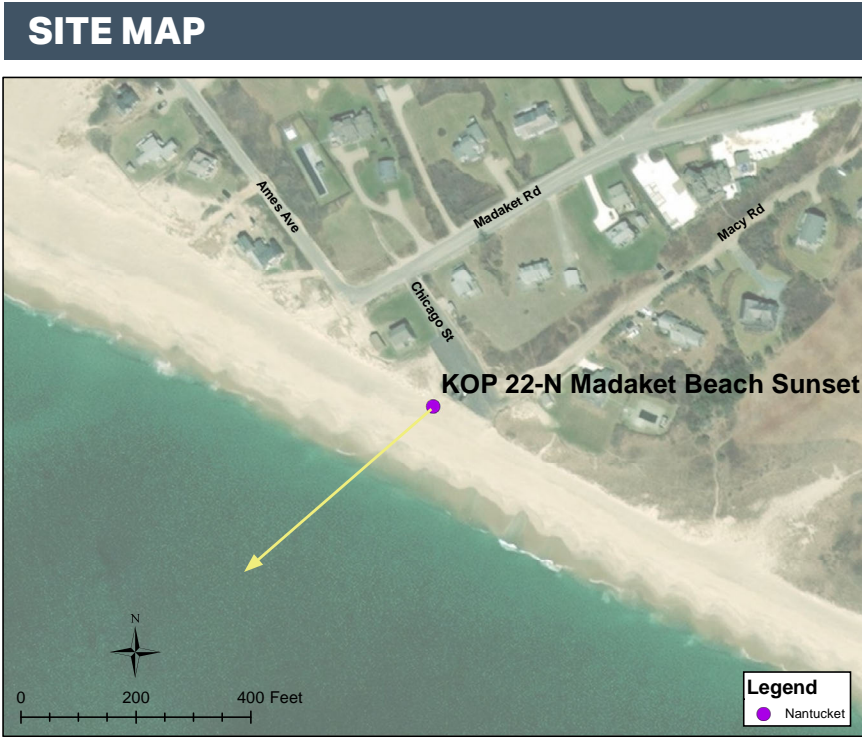 SITE MAP
Ames Ave
Madaket Rd
Macy Rd
Chicago St
KOP 22-N Madaket Beach Sunset
N
0 200 400 Feet
Legend
Nantucket